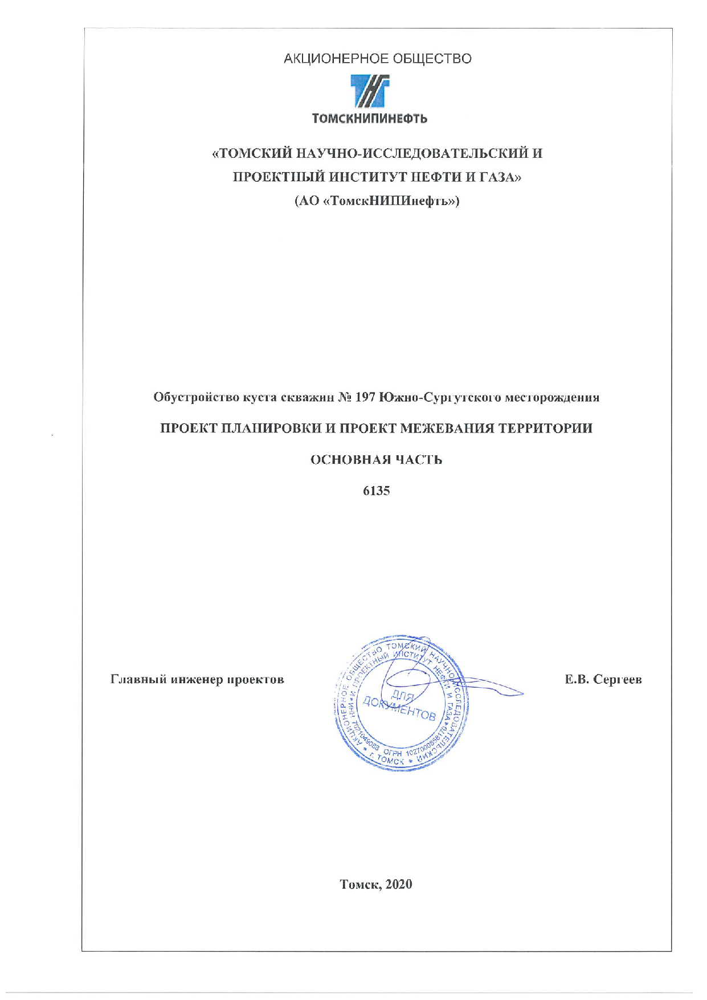 АКЦИОНЕРНОЕ ОБЩЕСТВО
ТОМСКНИПИНЕФТЬ
«ТОМСКИЙ НАУЧНО-ИССЛЕДОВАТЕЛЬСКИЙ И
ПРОЕКТНЫЙ ИНСТИТУТ НЕФТИ И ГАЗА»
(АО «ТомскНИПИнефть»)
Обустройство куста скважин № 197 Южно-Сургутского месторождения
ПРОЕКТ ПЛАНИРОВКИ И ПРОЕКТ МЕЖЕВАНИЯ ТЕРРИТОРИИ
ОСНОВНАЯ ЧАСТЬ
6135
Главный инженер проектов
Е.В. Сергеев
АКЦИОНЕРНОЕ ОБЩЕСТВО ТОМСКИЙ НАУЧНО-ИССЛЕДОВАТЕЛЬСКИЙ
* г. ТОМСК *
И ПРОЕКТНЫЙ ИНСТИТУТ НЕФТИ И ГАЗА*
ИНН 7021049088 ОГРН 1027000858170
ДЛЯ
ДОКУМЕНТОВ
Томск, 2020